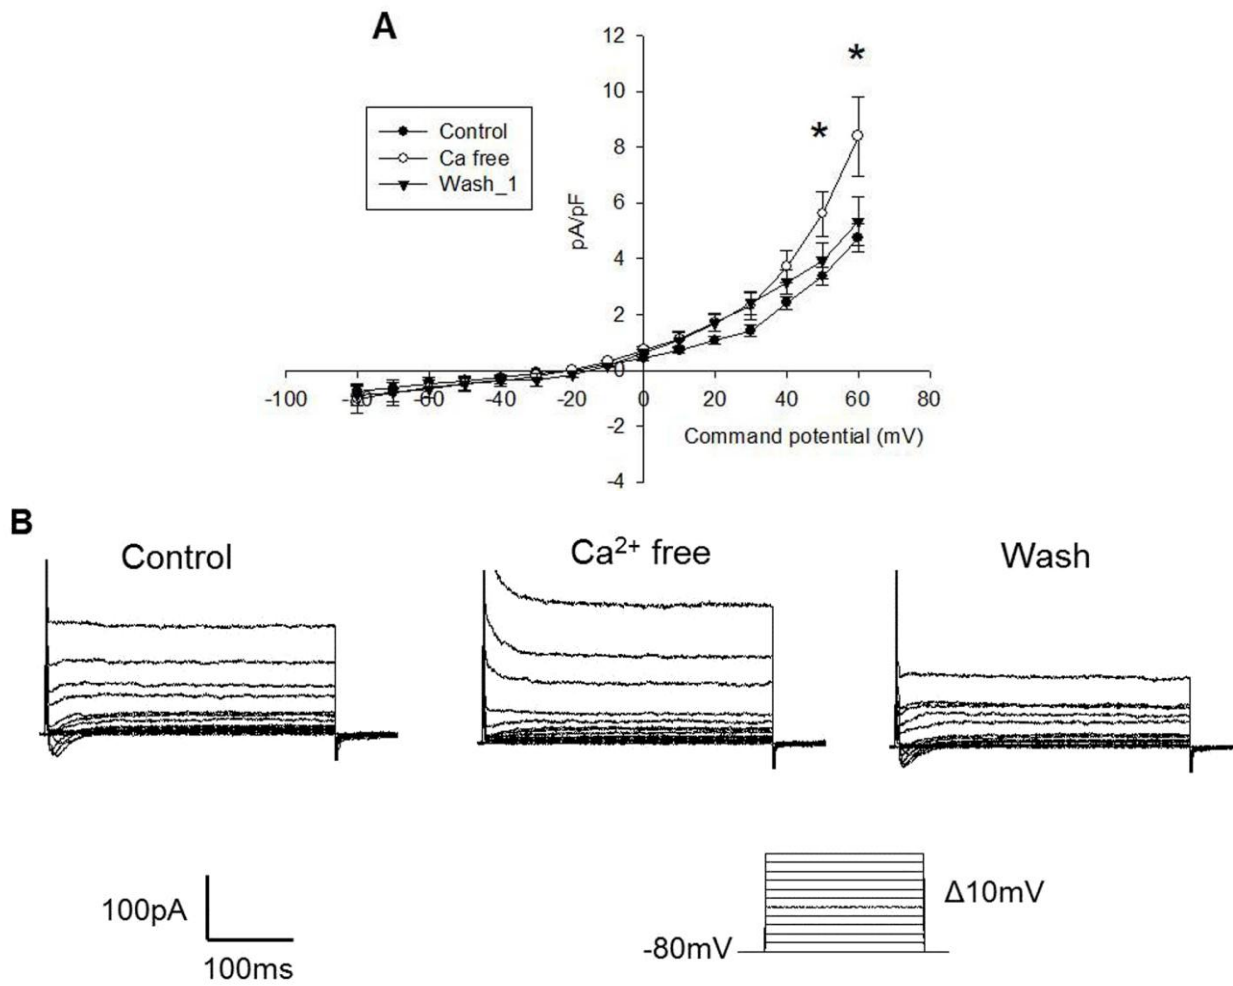 A
12
10
8
6
4
2
0
-2
-4
pA/pF
Control
Ca free
Wash_1
-100 -80 -60 -40 -20 0 20 40 60 80
Command potential (mV)
*
*
B
Control
Ca²⁺ free
Wash
100pA
100ms
Δ10mV
-80mV